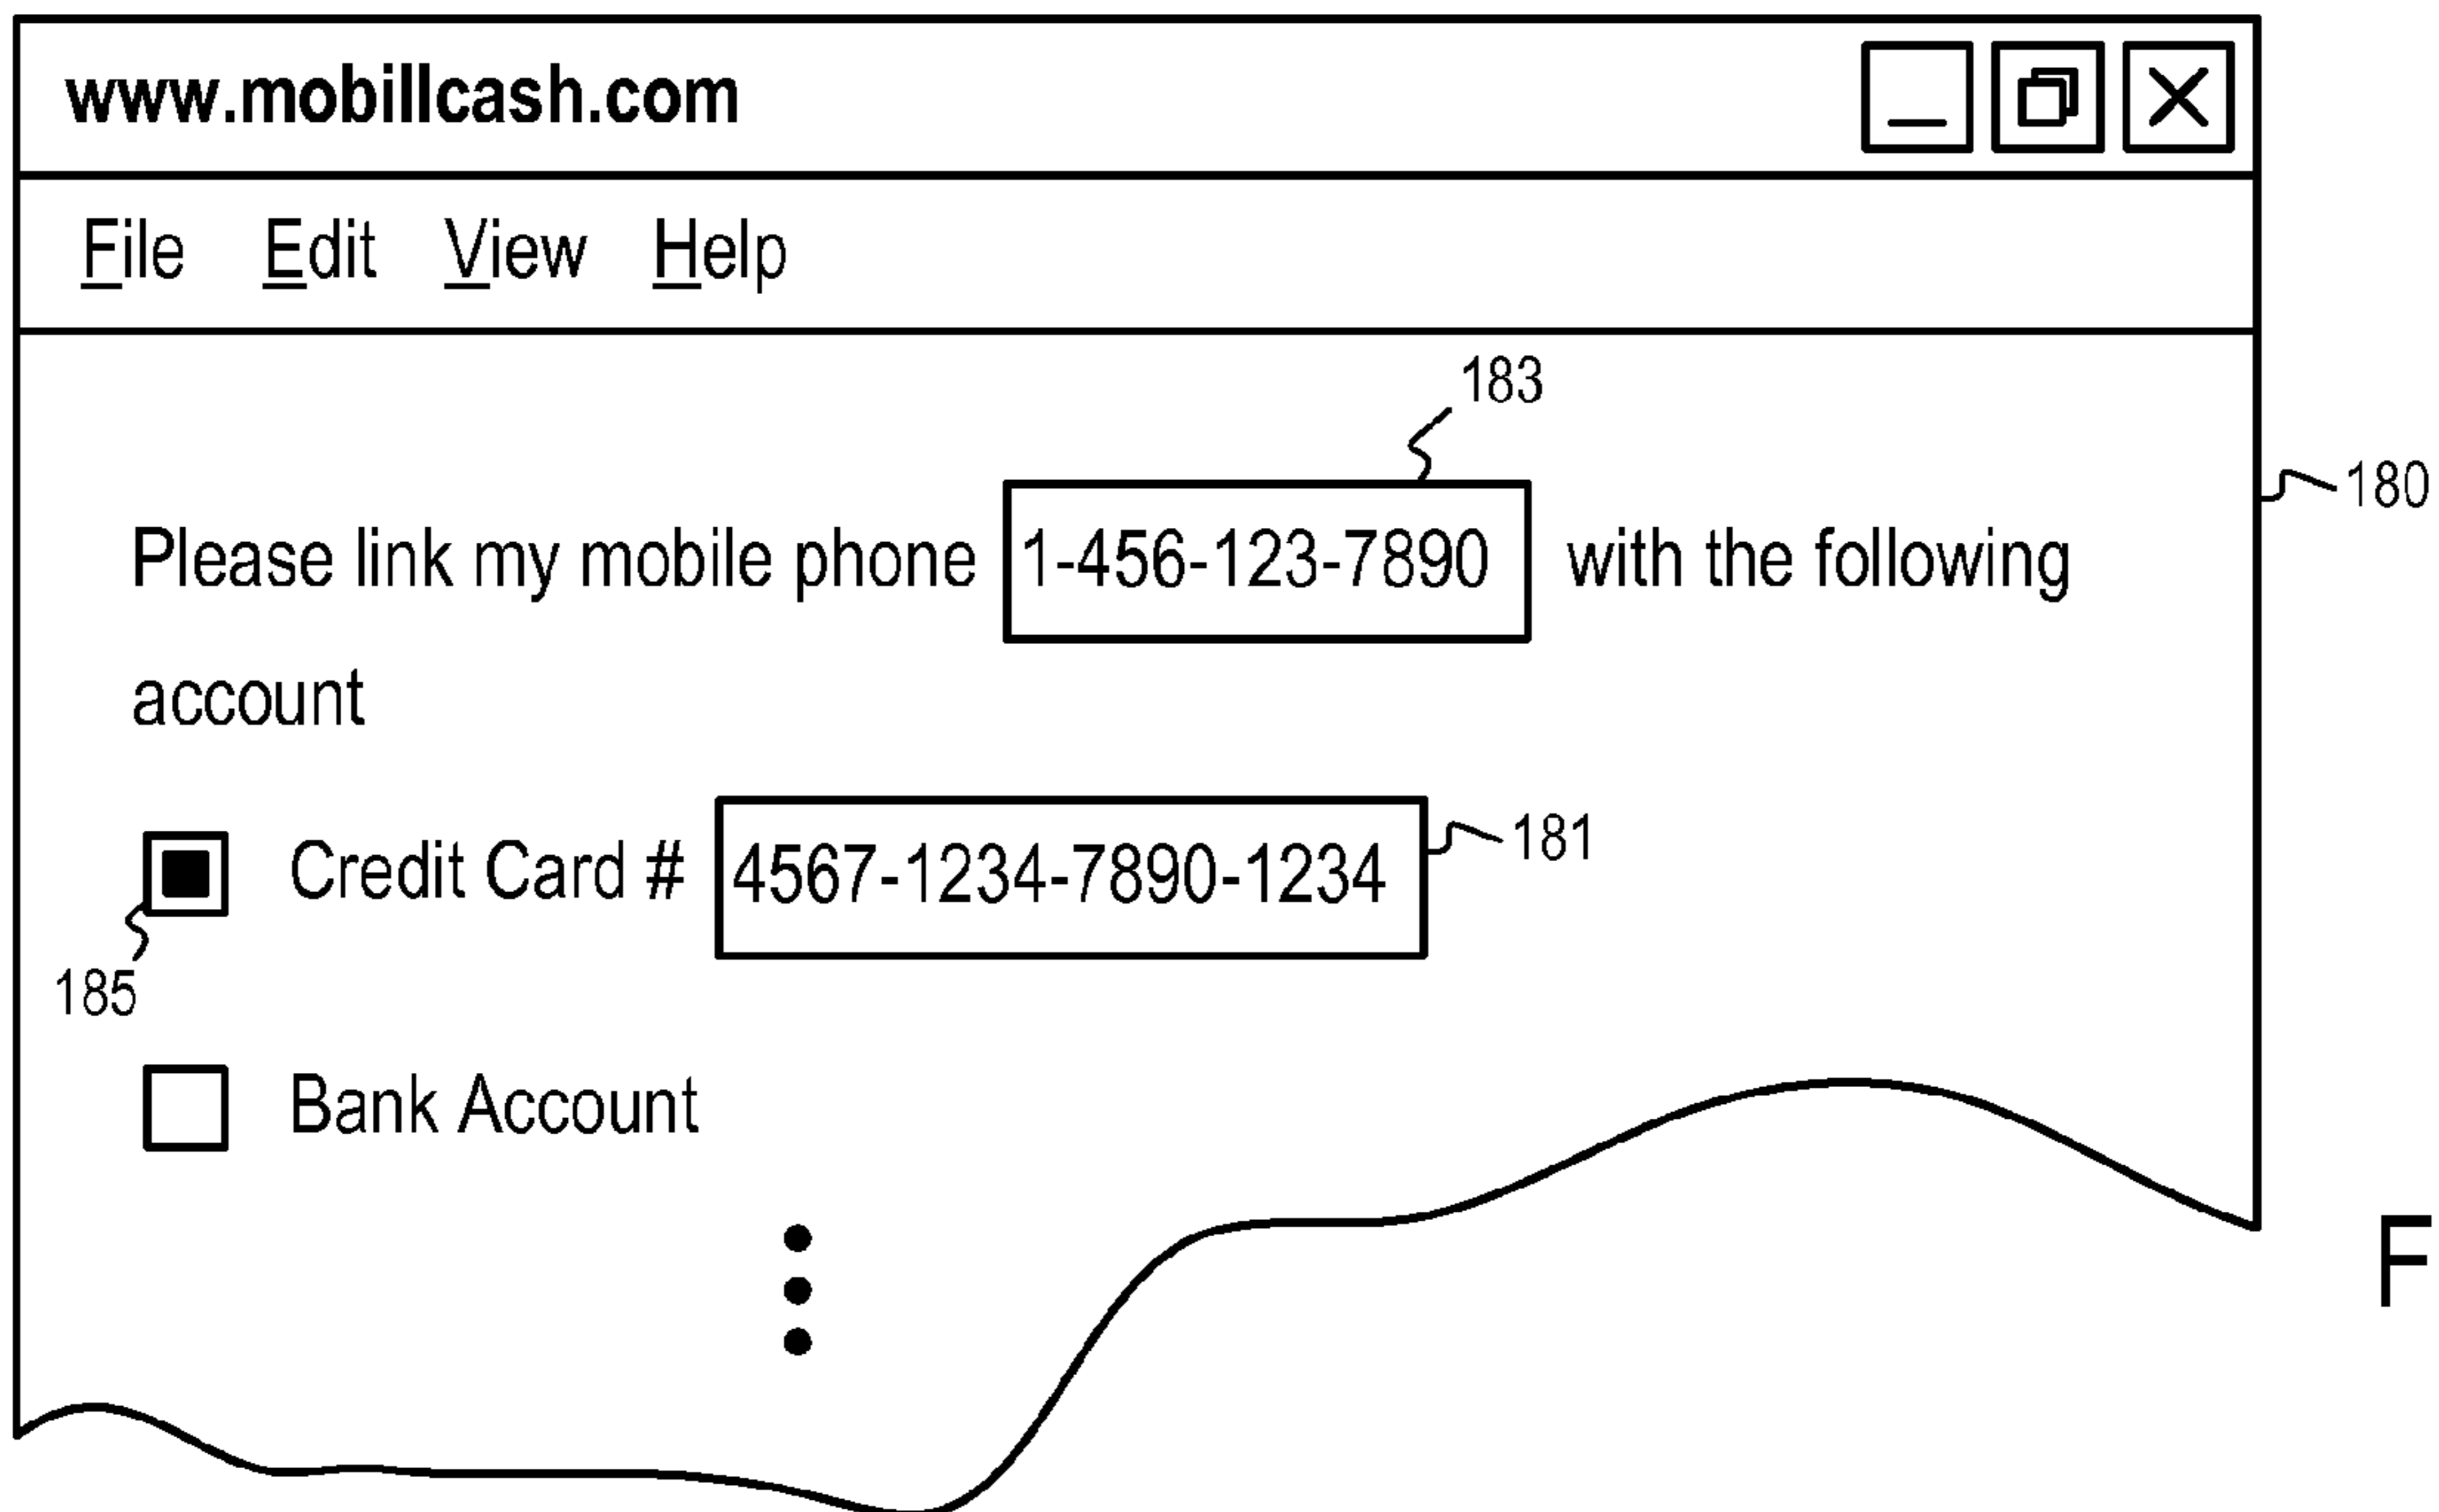 www.mobillcash.com
File Edit View Help
183
180
Please link my mobile phone 1-456-123-7890 with the following
account
Credit Card # 4567-1234-7890-1234
181
185
Bank Account
F